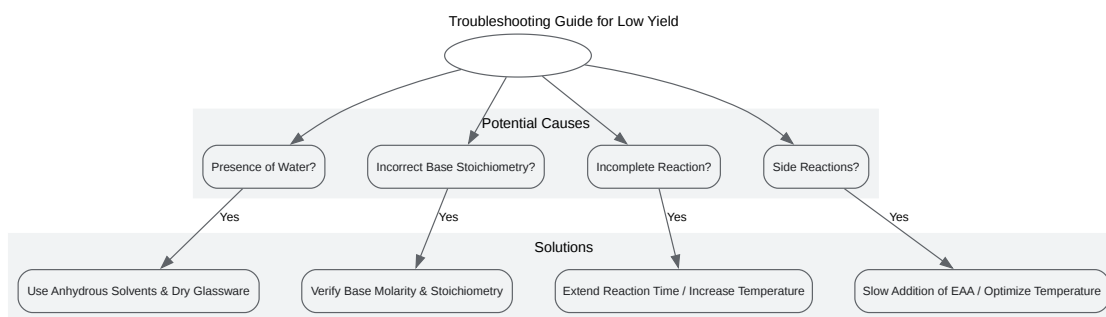 Troubleshooting Guide for Low Yield
Potential Causes
Presence of Water?
Incorrect Base Stoichiometry?
Incomplete Reaction?
Side Reactions?
Yes
Yes
Yes
Yes
Solutions
Use Anhydrous Solvents & Dry Glassware
Verify Base Molarity & Stoichiometry
Extend Reaction Time / Increase Temperature
Slow Addition of EAA / Optimize Temperature